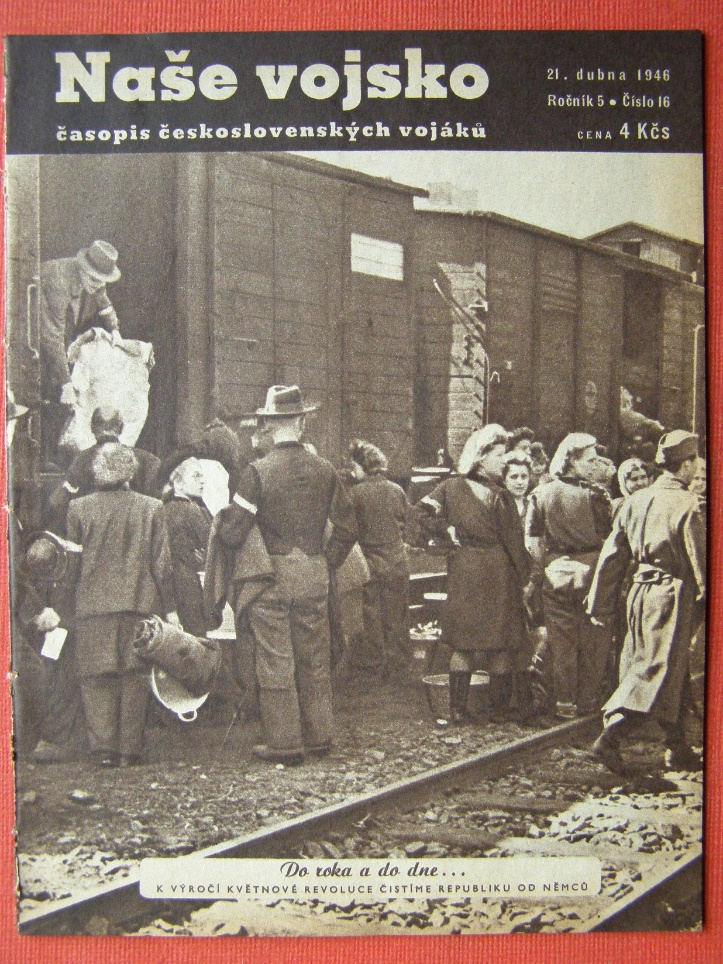 Naše vojsko
časopis československých vojáků
21. dubna 1946
Ročník 5 • Číslo 16
CENA 4 Kčs
Do roka a do dne...
K VÝROČÍ KVĚTNOVÉ REVOLUCE ČISTÍME REPUBLIKU OD NĚMCŮ